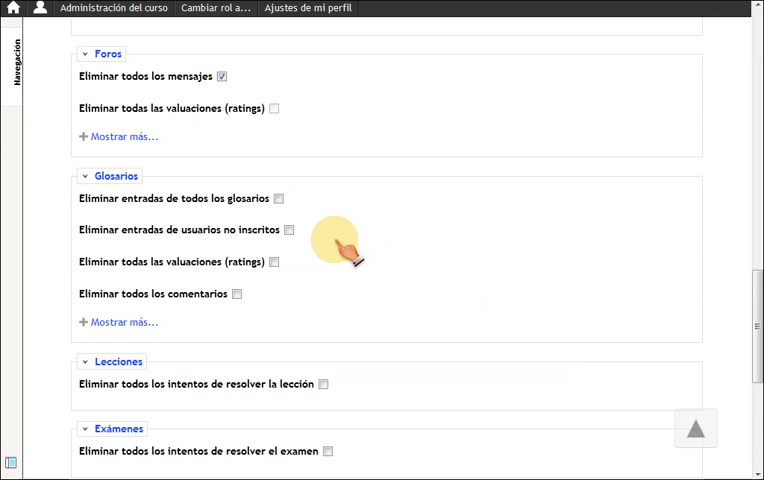 Administración del curso Cambiar rol a... Ajustes de mi perfil
Navegación
Foros
Eliminar todos los mensajes
Eliminar todas las valuaciones (ratings)
Mostrar más...
Glosarios
Eliminar entradas de todos los glosarios
Eliminar entradas de usuarios no inscritos
Eliminar todas las valuaciones (ratings)
Eliminar todos los comentarios
Mostrar más...
Lecciones
Eliminar todos los intentos de resolver la lección
Exámenes
Eliminar todos los intentos de resolver el examen